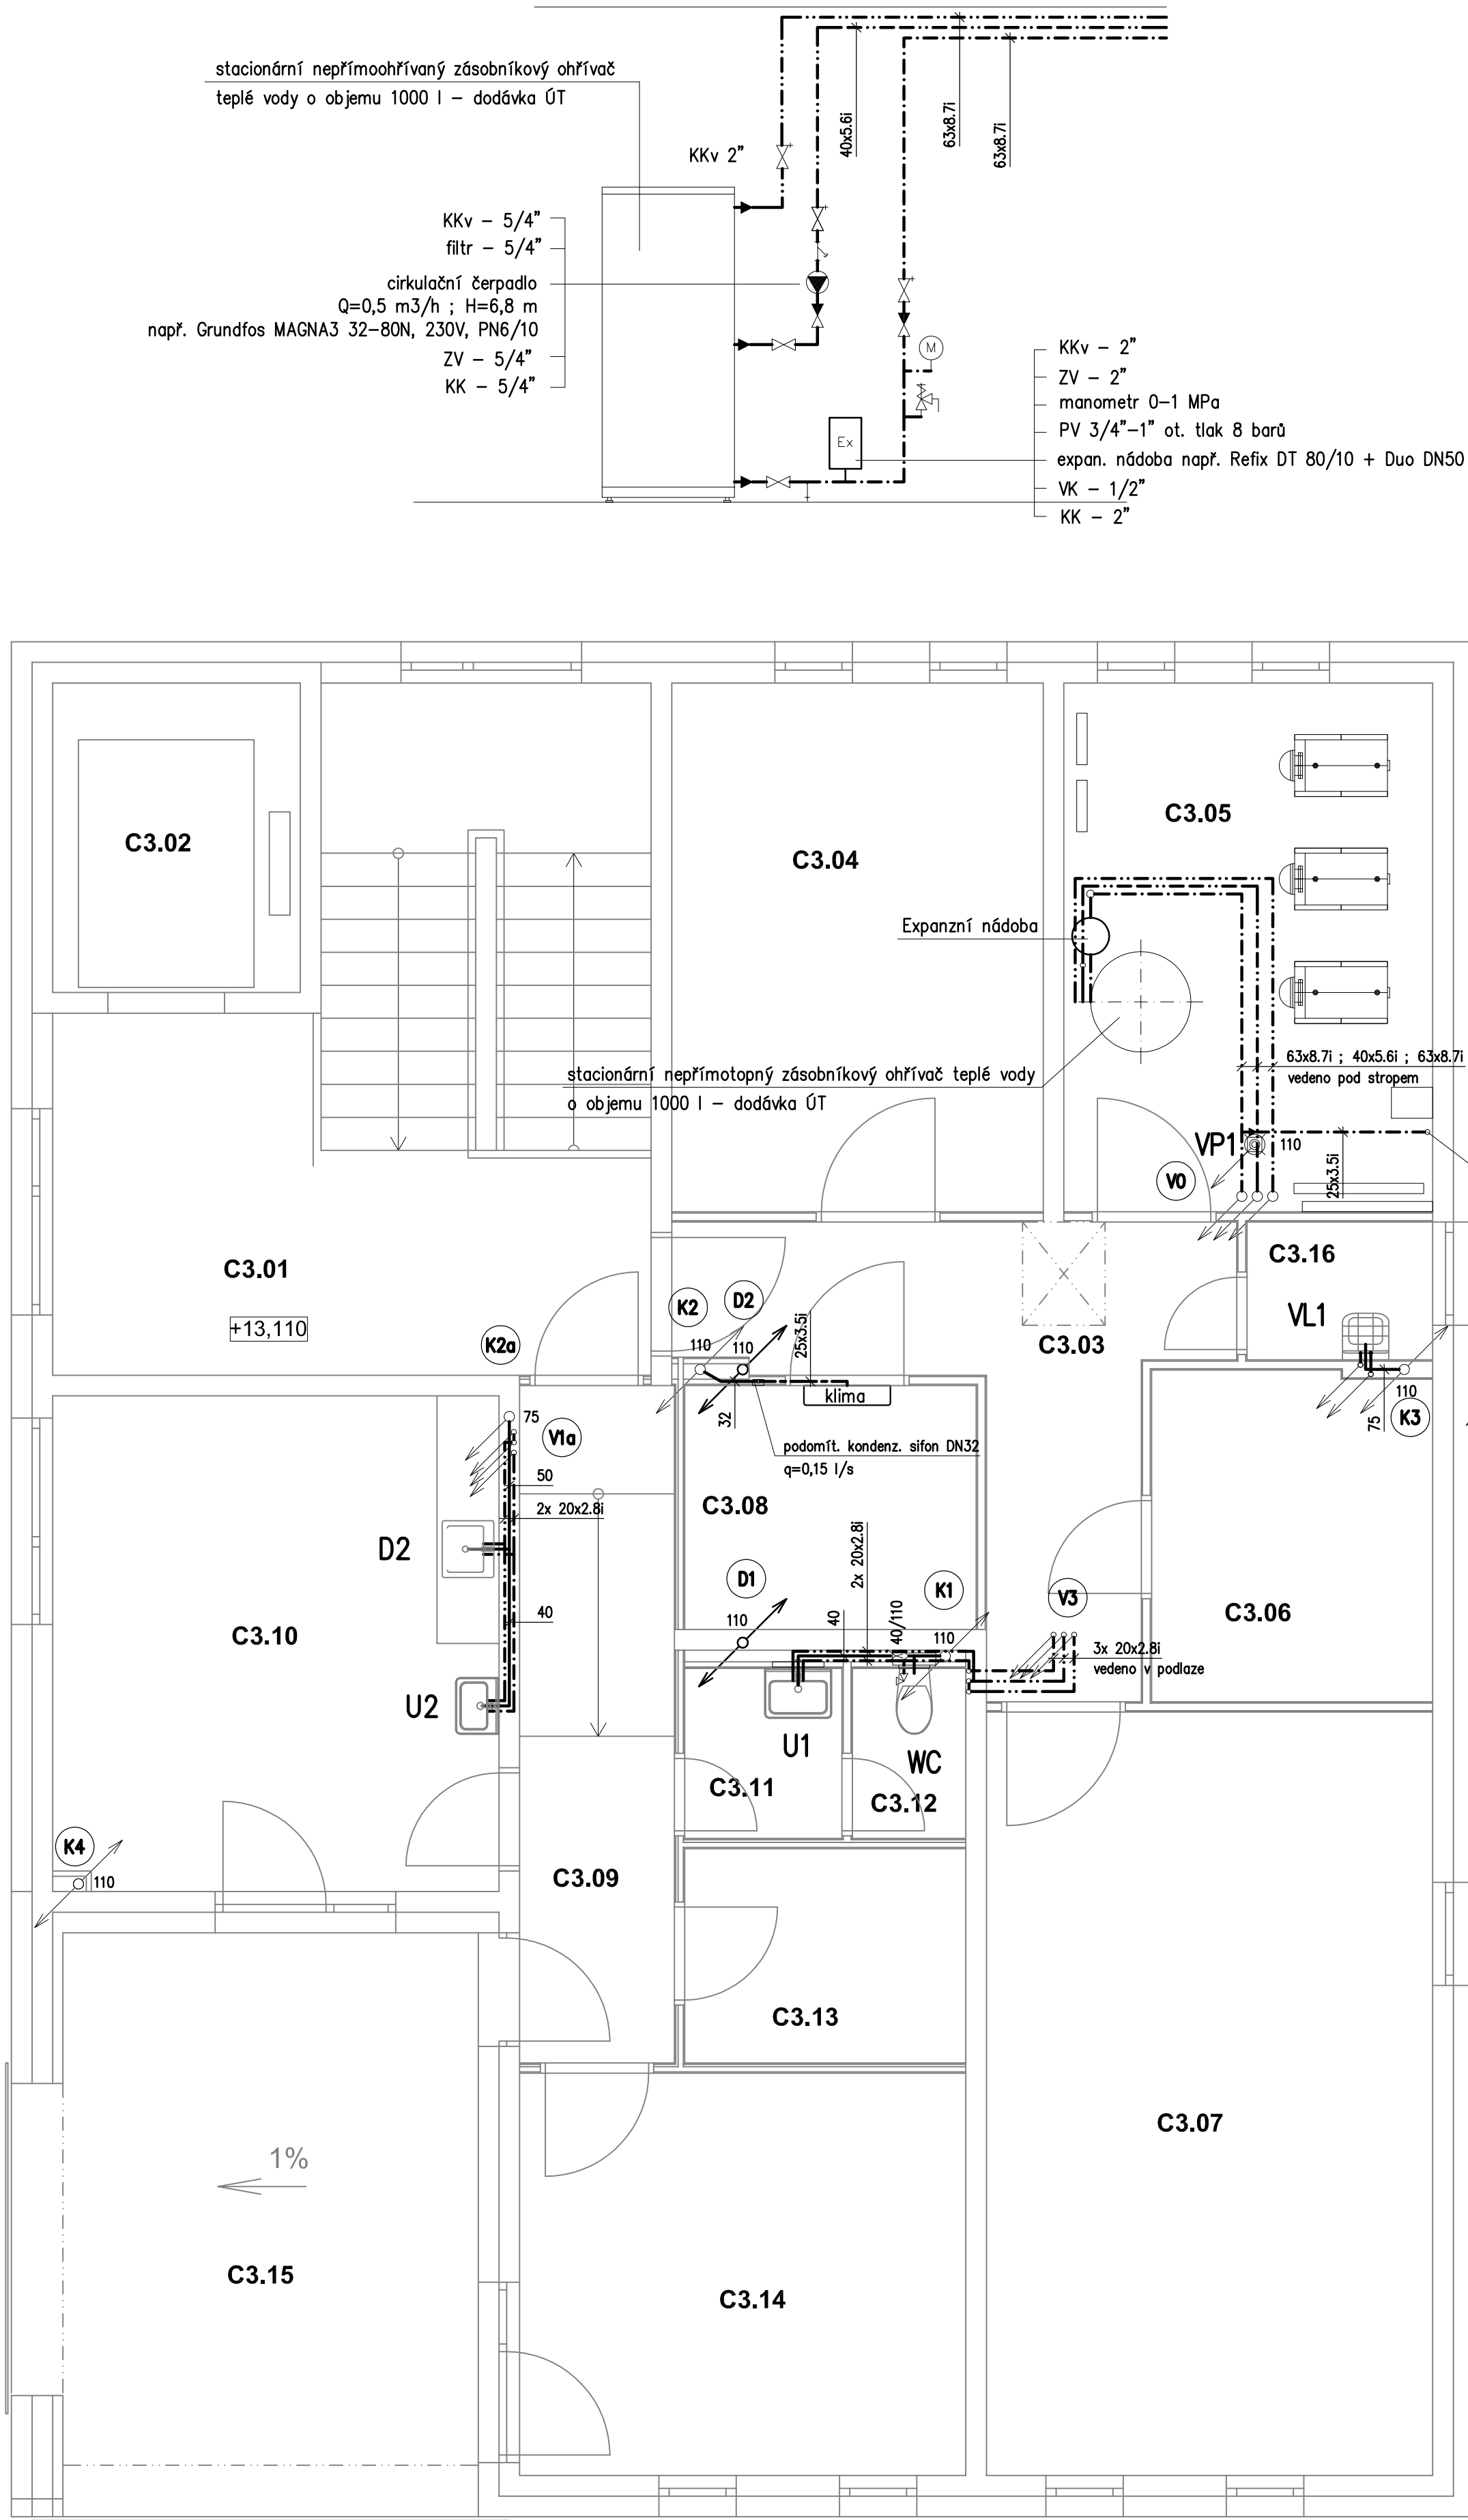 stacionární nepřímoohřívaný zásobníkový ohřívač
teplé vody o objemu 1000 l – dodávka ÚT
KKv 2"
40x5.6i
63x8.7i
63x8.7i
KKv – 5/4"
filtr – 5/4"
cirkulační čerpadlo
Q=0,5 m3/h ; H=6,8 m
např. Grundfos MAGNA3 32-80N, 230V, PN6/10
ZV – 5/4"
KK – 5/4"
M
Ex
KKv – 2"
ZV – 2"
manometr 0-1 MPa
PV 3/4"-1" ot. tlak 8 barů
expan. nádoba např. Refix DT 80/10 + Duo DN50
VK – 1/2"
KK – 2"
C3.02
C3.04
C3.05
Expanzní nádoba
stacionární nepřímotopný zásobníkový ohřívač teplé vody
o objemu 1000 l – dodávka ÚT
63x8.7i ; 40x5.6i ; 63x8.7i
vedeno pod stropem
VP1
110
25x3.5i
V0
C3.01
+13,110
K2a
K2
D2
110
110
25x3.5i
32
klima
C3.03
C3.16
VL1
110
75
K3
75
V1a
50
2x 20x2.8i
podomít. kondenz. sifon DN32
q=0,15 l/s
C3.08
D2
40
C3.10
U2
D1
110
2x 20x2.8i
40
40/110
K1
110
V3
3x 20x2.8i
vedeno v podlaze
C3.06
U1
WC
C3.11
C3.12
K4
110
C3.09
C3.13
C3.07
1%
C3.15
C3.14